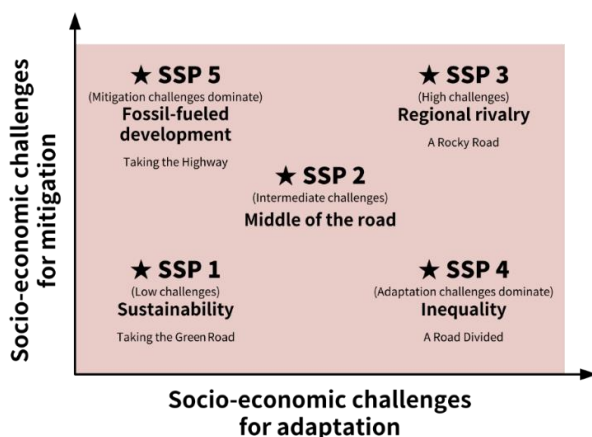 Socio-economic challenges
for mitigation
★ SSP 5
(Mitigation challenges dominate)
Fossil-fueled
development
Taking the Highway
★ SSP 3
(High challenges)
Regional rivalry
A Rocky Road
★ SSP 2
(Intermediate challenges)
Middle of the road
★ SSP 1
(Low challenges)
Sustainability
Taking the Green Road
★ SSP 4
(Adaptation challenges dominate)
Inequality
A Road Divided
Socio-economic challenges
for adaptation